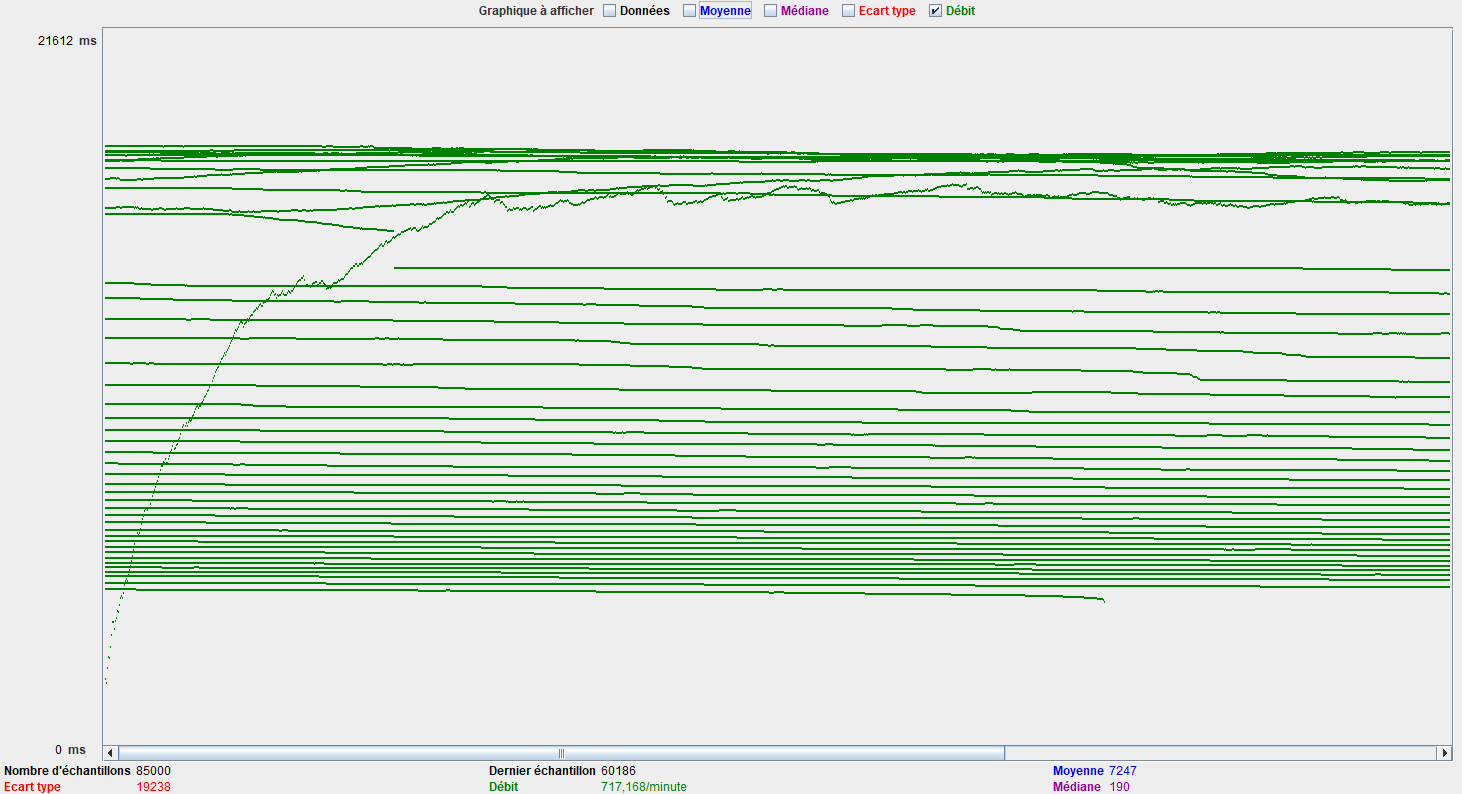 Graphique à afficher Données Moyenne Médiane Ecart type Débit
21612 ms
0 ms
Nombre d'échantillons 85000 Dernier échantillon 60186 Moyenne 7247
Ecart type 19238 Débit 717,168/minute Médiane 190